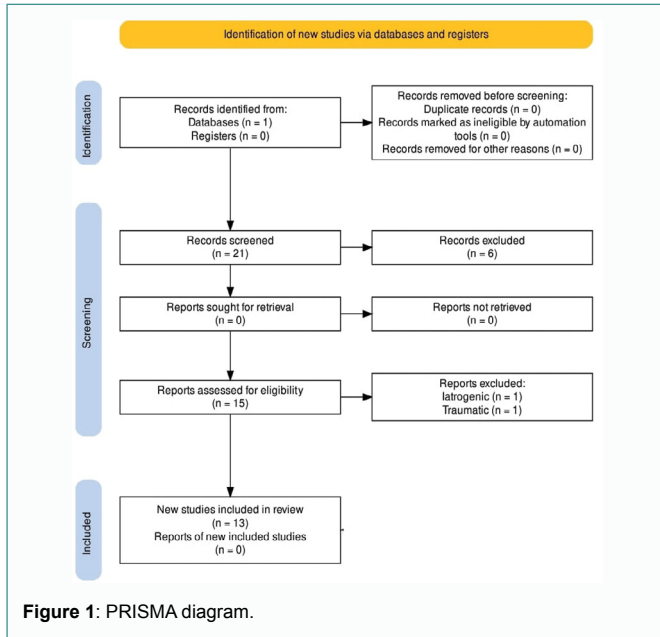 Identification of new studies via databases and registers
Identification
Records identified from:
Databases (n = 1)
Registers (n = 0)
Records removed before screening:
Duplicate records (n = 0)
Records marked as ineligible by automation
tools (n = 0)
Records removed for other reasons (n = 0)
Screening
Records screened
(n = 21)
Records excluded
(n = 6)
Reports sought for retrieval
(n = 0)
Reports not retrieved
(n = 0)
Reports assessed for eligibility
(n = 15)
Reports excluded:
Iatrogenic (n = 1)
Traumatic (n = 1)
Included
New studies included in review
(n = 13)
Reports of new included studies
(n = 0)
Figure 1: PRISMA diagram.